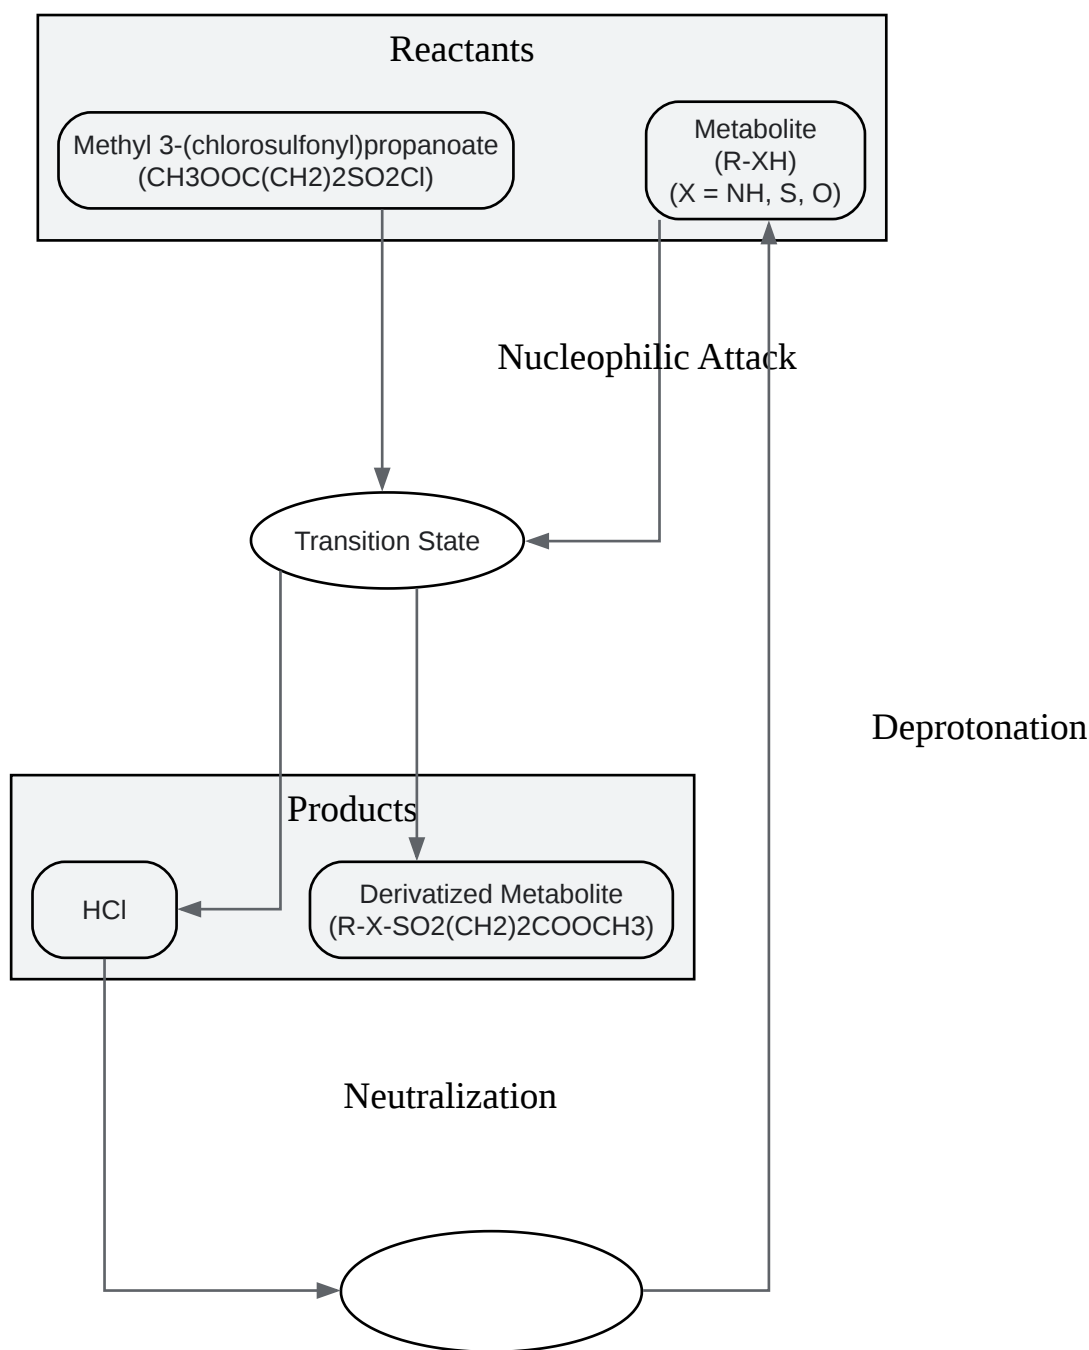 Reactants
Methyl 3-(chlorosulfonyl)propanoate
(CH3OOC(CH2)2SO2Cl)
Metabolite
(R-XH)
(X = NH, S, O)
Nucleophilic Attack
Transition State
Deprotonation
Products
HCl
Derivatized Metabolite
(R-X-SO2(CH2)2COOCH3)
Neutralization